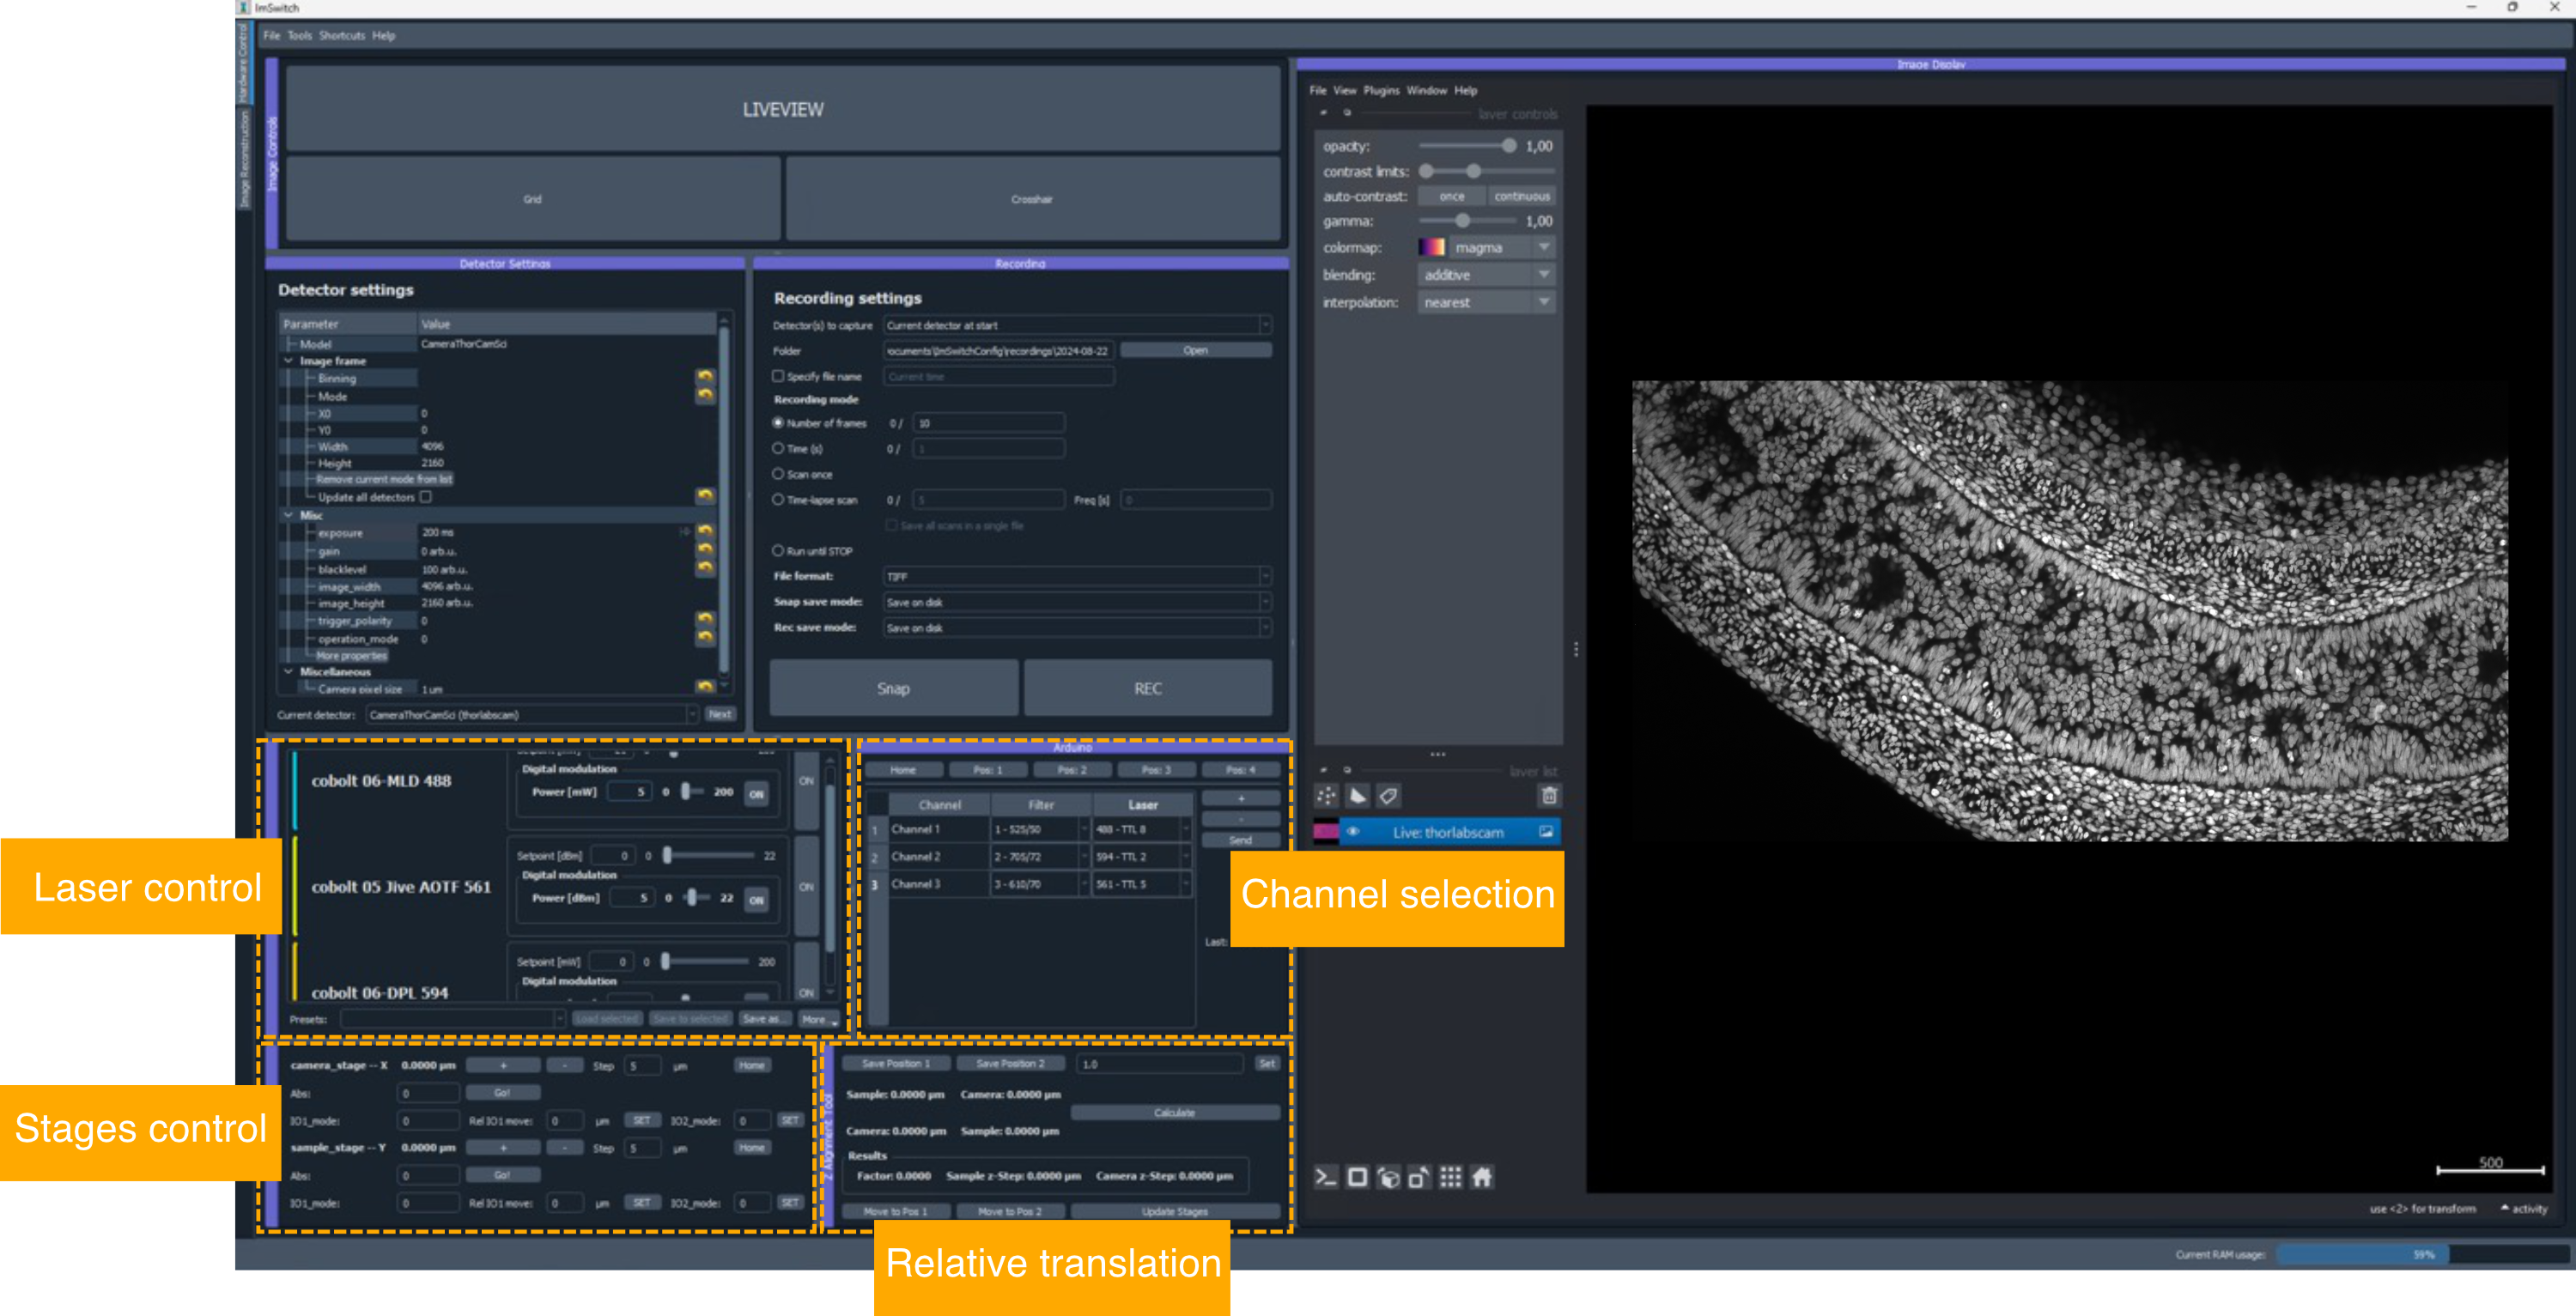 ImSwitch
File Tools Shortcuts Help
Hardware Control
Image Reconstruction
Image Controls
LIVEVIEW
Grid
Crosshair
Detector Settings
Detector settings
Parameter Value
Model CameraThorCamSci
Image frame
Binning
Mode
X0 0
Y0 0
Width 4096
Height 2160
Remove current mode from list
Update all detectors
Misc
exposure 200 ms
gain 0 arb.u.
blacklevel 100 arb.u.
image_width 4096 arb.u.
image_height 2160 arb.u.
trigger_polarity 0
operation_mode 0
More properties
Miscellaneous
Camera pixel size 1 um
Current detector: CameraThorCamSci (thorlabscam) Next
Recording
Recording settings
Detector(s) to capture Current detector at start
Folder ocuments\ImSwitchConfig\recordings\2024-08-22 Open
Specify file name Current time
Recording mode
Number of frames 0 / 10
Time (s) 0 / 1
Scan once
Time-lapse scan 0 / 5 Freq [s] 0
Save all scans in a single file
Run until STOP
File format: TIFF
Snap save mode: Save on disk
Rec save mode: Save on disk
Snap REC
Laser control
cobolt 06-MLD 488
Digital modulation
Power [mW] 5 0 200 ON
ON
cobolt 05 Jive AOTF 561
Setpoint [dBm] 0 0 22
Digital modulation
Power [dBm] 5 0 22 ON
ON
cobolt 06-DPL 594
Setpoint [mW] 0 0 200
Digital modulation
ON
Presets: Load selected Save to selected Save as... More
Arduino
Home Pos: 1 Pos: 2 Pos: 3 Pos: 4
Channel Filter Laser
1 Channel 1 1 - 525/50 488 - TTL 8
2 Channel 2 2 - 705/72 594 - TTL 2
3 Channel 3 3 - 610/70 561 - TTL 5
+
-
Send
Last:
Channel selection
Stages control
camera_stage -- X 0.0000 µm + - Step 5 µm Home
Abs: 0 Go!
IO1_mode: 0 Rel IO1 move: 0 µm SET IO2_mode: 0 SET
sample_stage -- Y 0.0000 µm + - Step 5 µm Home
Abs: 0 Go!
IO1_mode: 0 Rel IO1 move: 0 µm SET IO2_mode: 0 SET
Z Alignment Tool
Save Position 1 Save Position 2 1.0 Set
Sample: 0.0000 µm Camera: 0.0000 µm
Calculate
Camera: 0.0000 µm Sample: 0.0000 µm
Results
Factor: 0.0000 Sample z-Step: 0.0000 µm Camera z-Step: 0.0000 µm
Move to Pos 1 Move to Pos 2 Update Stages
Relative translation
Image Display
File View Plugins Window Help
layer controls
opacity: 1,00
contrast limits:
auto-contrast: once continuous
gamma: 1,00
colormap: magma
blending: additive
interpolation: nearest
layer list
Live: thorlabscam
500
use <2> for transform activity
Current RAM usage: 59%